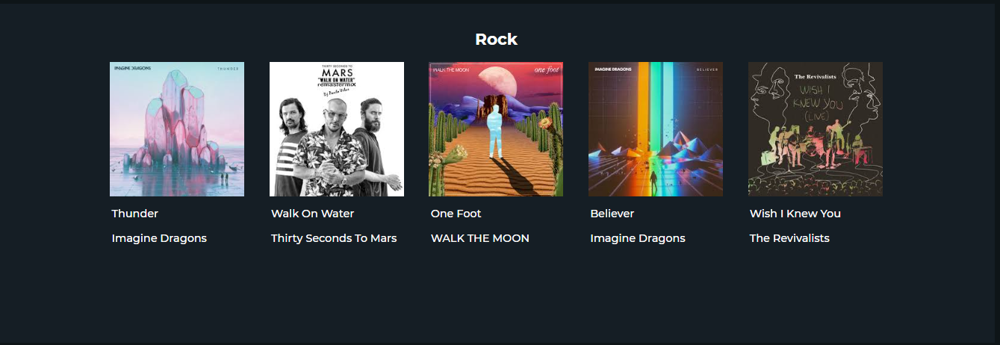 Rock
IMAGINE DRAGONS
THUNDER
THIRTY SECONDS TO
MARS
"WALK ON WATER"
remastermix
WALK THE MOON
one foot
IMAGINE DRAGONS
BELIEVER
The Revivalists
WISH I
KNEW YOU
(LIVE)
Thunder
Walk On Water
One Foot
Believer
Wish I Knew You
Imagine Dragons
Thirty Seconds To Mars
WALK THE MOON
Imagine Dragons
The Revivalists